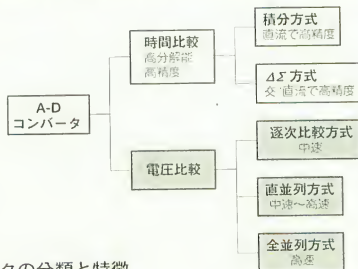 A-D
コンバータ
時間比較
高分解能
高精度
電圧比較
積分方式
直流で高精度
ΔΣ方式
交直流で高精度
逐次比較方式
中速
直並列方式
中速〜高速
全並列方式
高速
タの分類と特徴